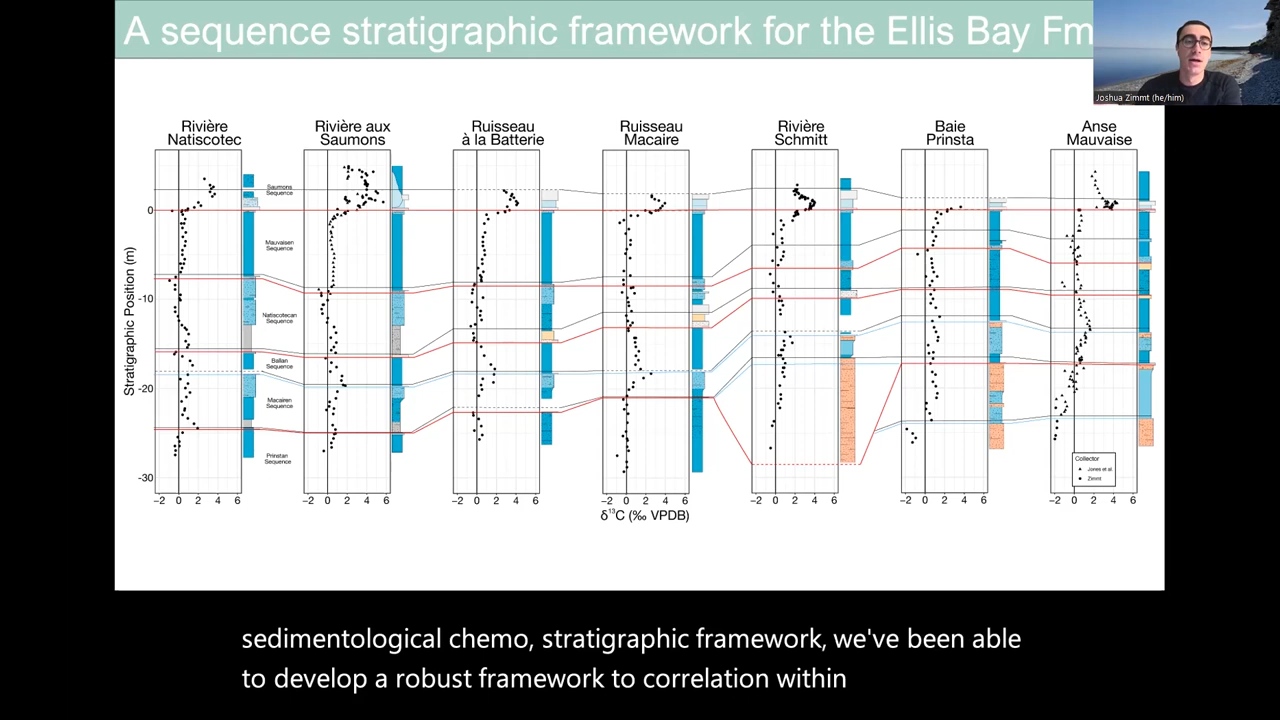 A sequence stratigraphic framework for the Ellis Bay Fm
Joshua Zimmt (he/him)
Rivière
Natiscotec
Rivière aux
Saumons
Ruisseau
à la Batterie
Ruisseau
Macaire
Rivière
Schmitt
Baie
Prinsta
Anse
Mauvaise
Stratigraphic Position (m)
0
-10
-20
-30
Saumons
Sequence
Mauvaisen
Sequence
Natiscotecan
Sequence
Batian
Sequence
Macairen
Sequence
Prinstan
Sequence
Collector
Jones et al.
Zimmt
-2 0 2 4 6
-2 0 2 4 6
-2 0 2 4 6
-2 0 2 4 6
-2 0 2 4 6
-2 0 2 4 6
-2 0 2 4 6
δ¹³C (‰ VPDB)
sedimentological chemo, stratigraphic framework, we've been able
to develop a robust framework to correlation within